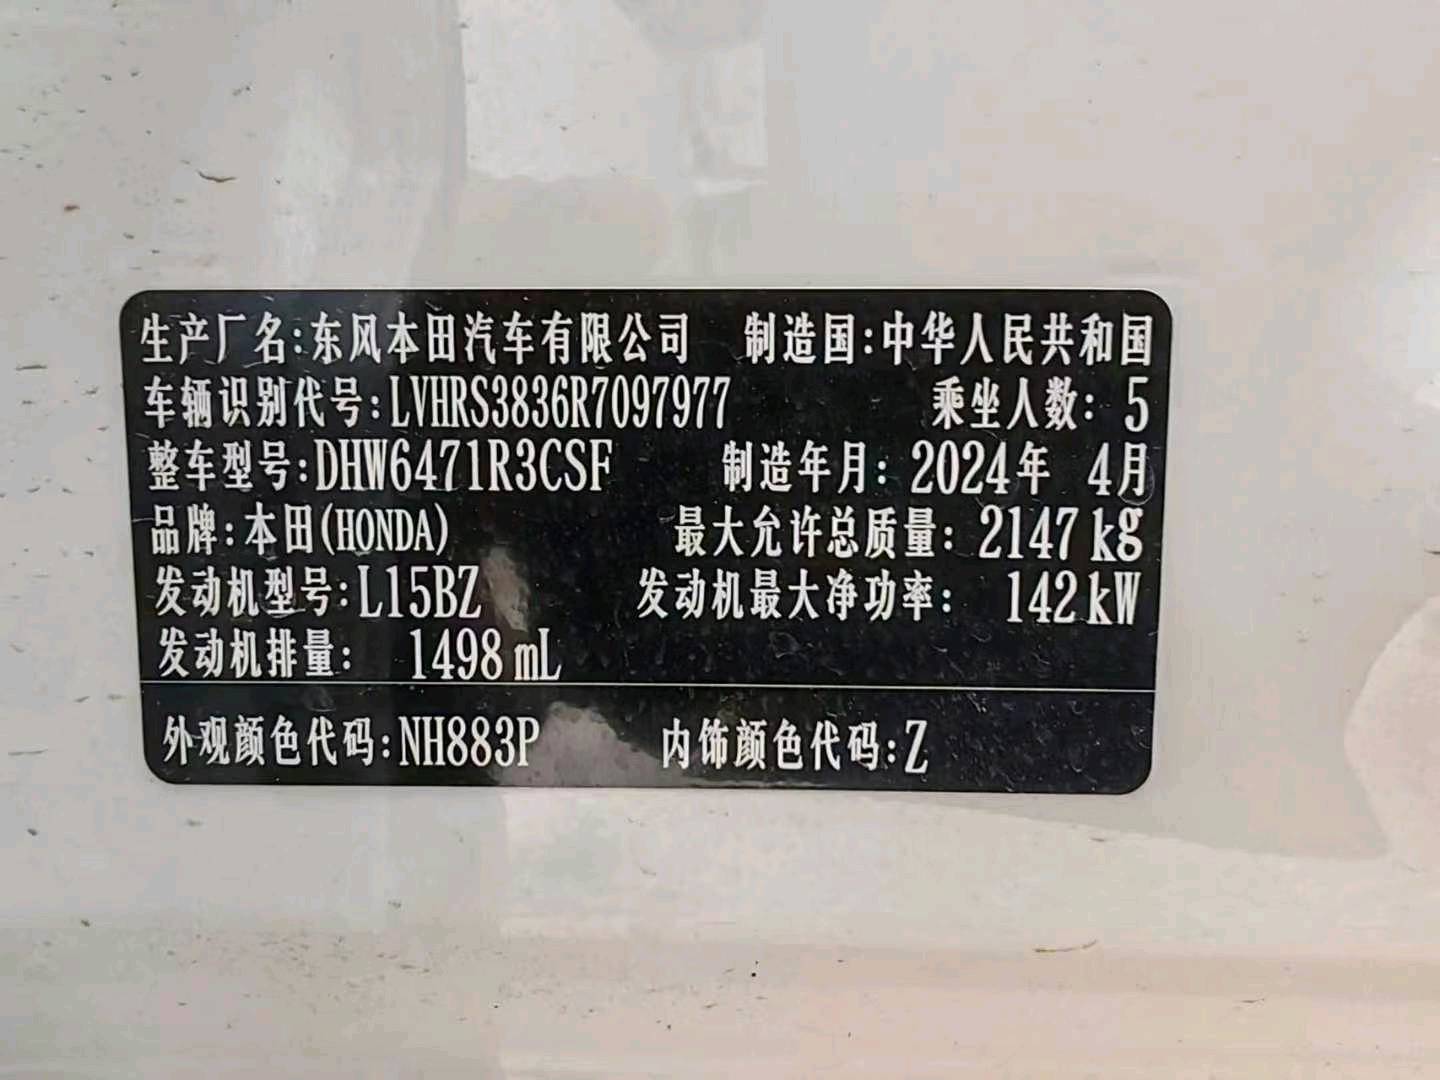 生产厂名:东风本田汽车有限公司 制造国:中华人民共和国
车辆识别代号:LVHRS3836R7097977 乘坐人数: 5
整车型号:DHW6471R3CSF 制造年月: 2024年 4月
品牌:本田(HONDA) 最大允许总质量: 2147 kg
发动机型号:L15BZ 发动机最大净功率: 142 kW
发动机排量: 1498 mL
外观颜色代码:NH883P 内饰颜色代码:Z